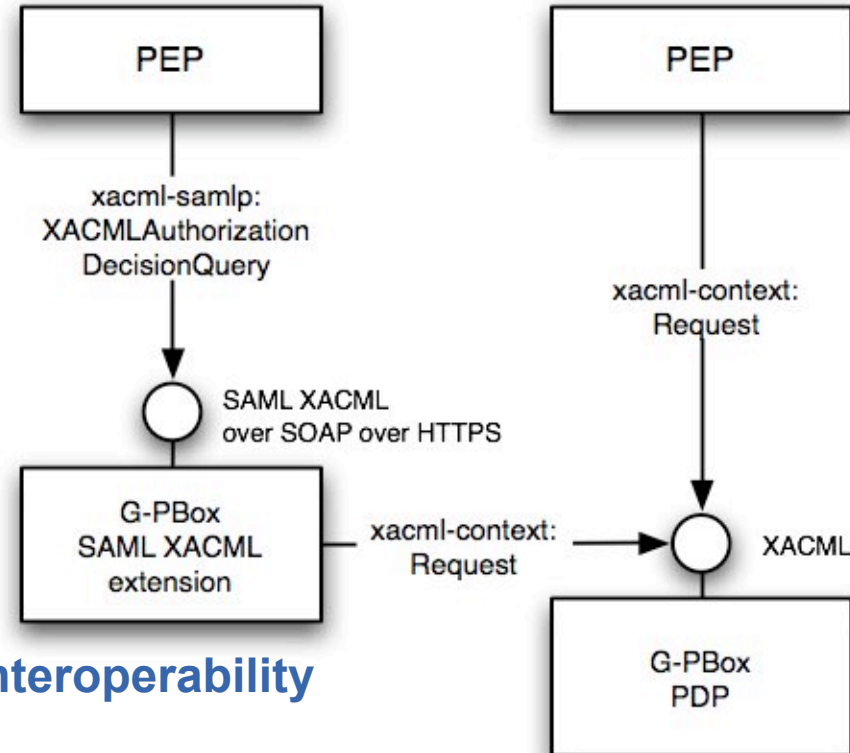 PEP
PEP
xacml-samlp:
XACMLAuthorization
DecisionQuery
xacml-context:
Request
SAML XACML
over SOAP over HTTPS
G-PBox
SAML XACML
extension
xacml-context:
Request
XACML
G-PBox
PDP
nteroperability